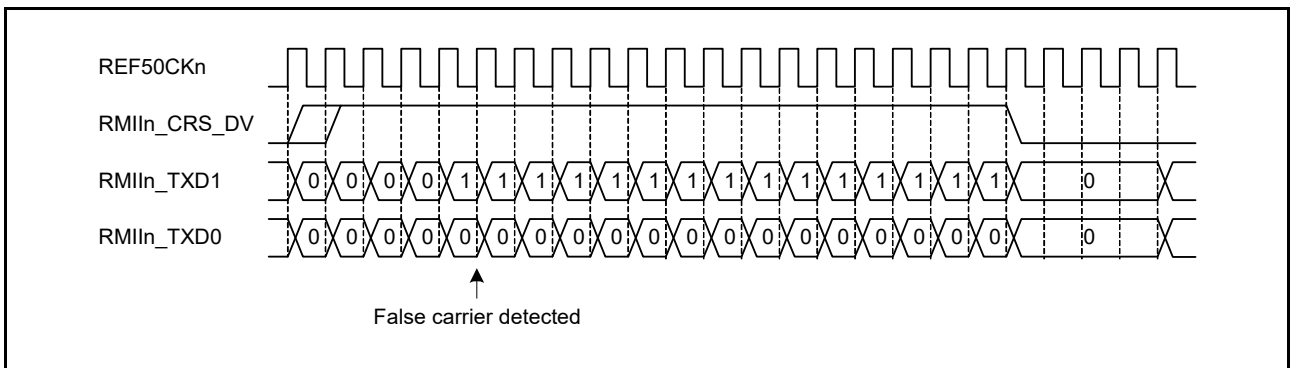 REF50CKn
RMIIn_CRS_DV
RMIIn_TXD1 0 0 0 0 1 1 1 1 1 1 1 1 1 1 1 1 1 1 1 0
RMIIn_TXD0 0 0 0 0 0 0 0 0 0 0 0 0 0 0 0 0 0 0 0 0
False carrier detected